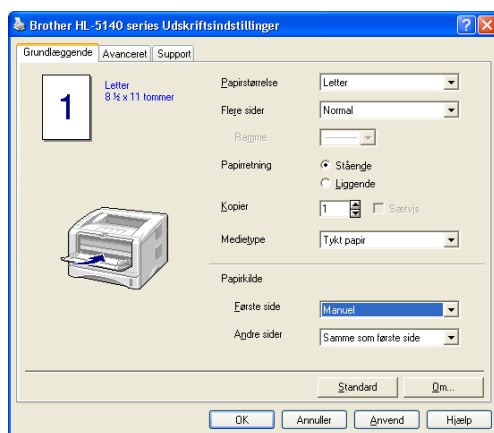 Brother HL-5140 series Udskriftsindstillinger
Grundlæggende Avanceret Support
1
Letter
8 ½ x 11 tommer
Papirstørrelse Letter
Flere sider Normal
Ramme
Papirretning Stående
Liggende
Kopier 1 Sætvis
Medietype Tykt papir
Papirkilde
Første side Manuel
Andre sider Samme som første side
Standard Om...
OK Annuller Anvend Hjælp